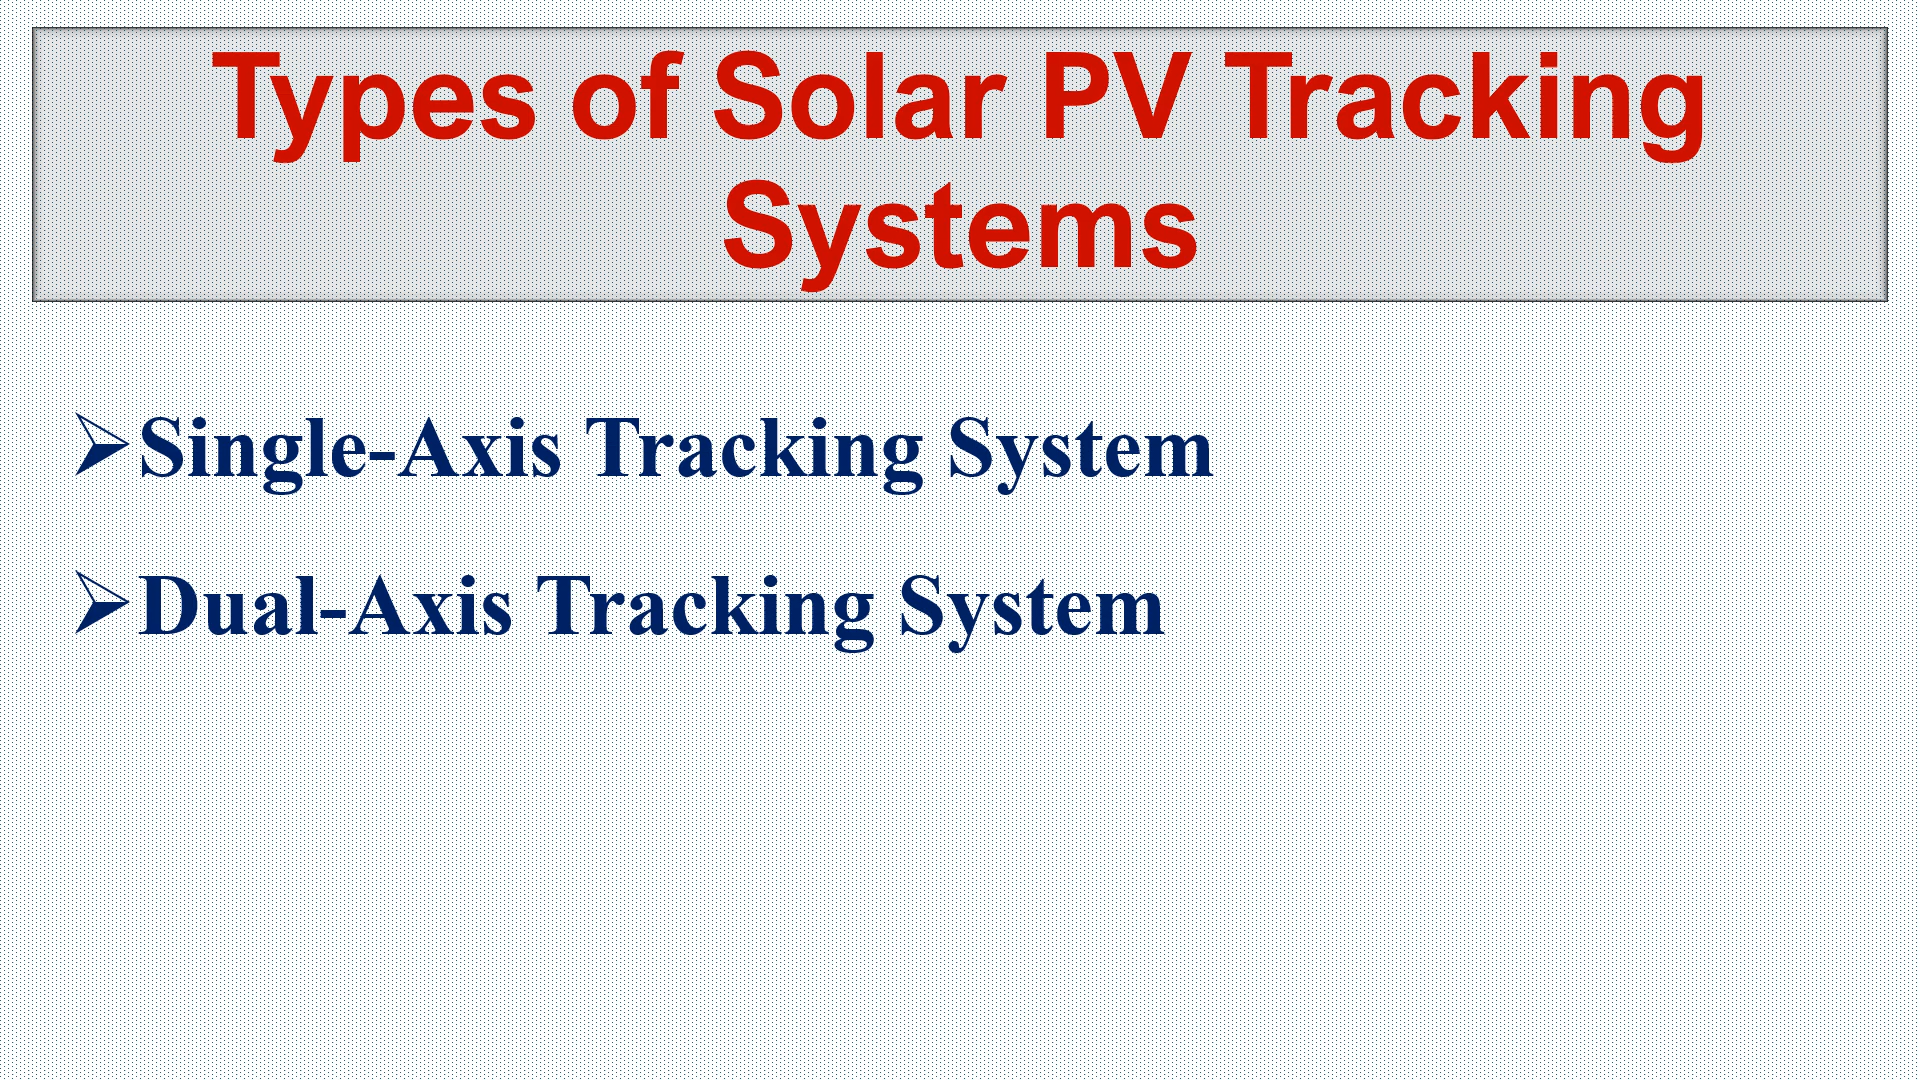 Types of Solar PV Tracking
Systems
➢Single-Axis Tracking System
➢Dual-Axis Tracking System